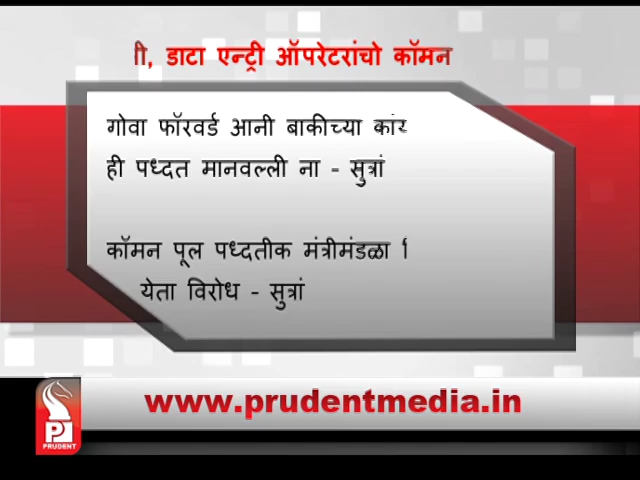 डाटा एन्ट्री ऑपरेटरांचो कॉमन
गोवा फॉरवर्ड आनी बाकीच्या
ही पध्दत मानवल्ली ना - सुत्रां
कॉमन पूल पध्दतीक मंत्रीमंडळा
येता विरोध - सुत्रां
www.prudentmedia.in
PRUDENT